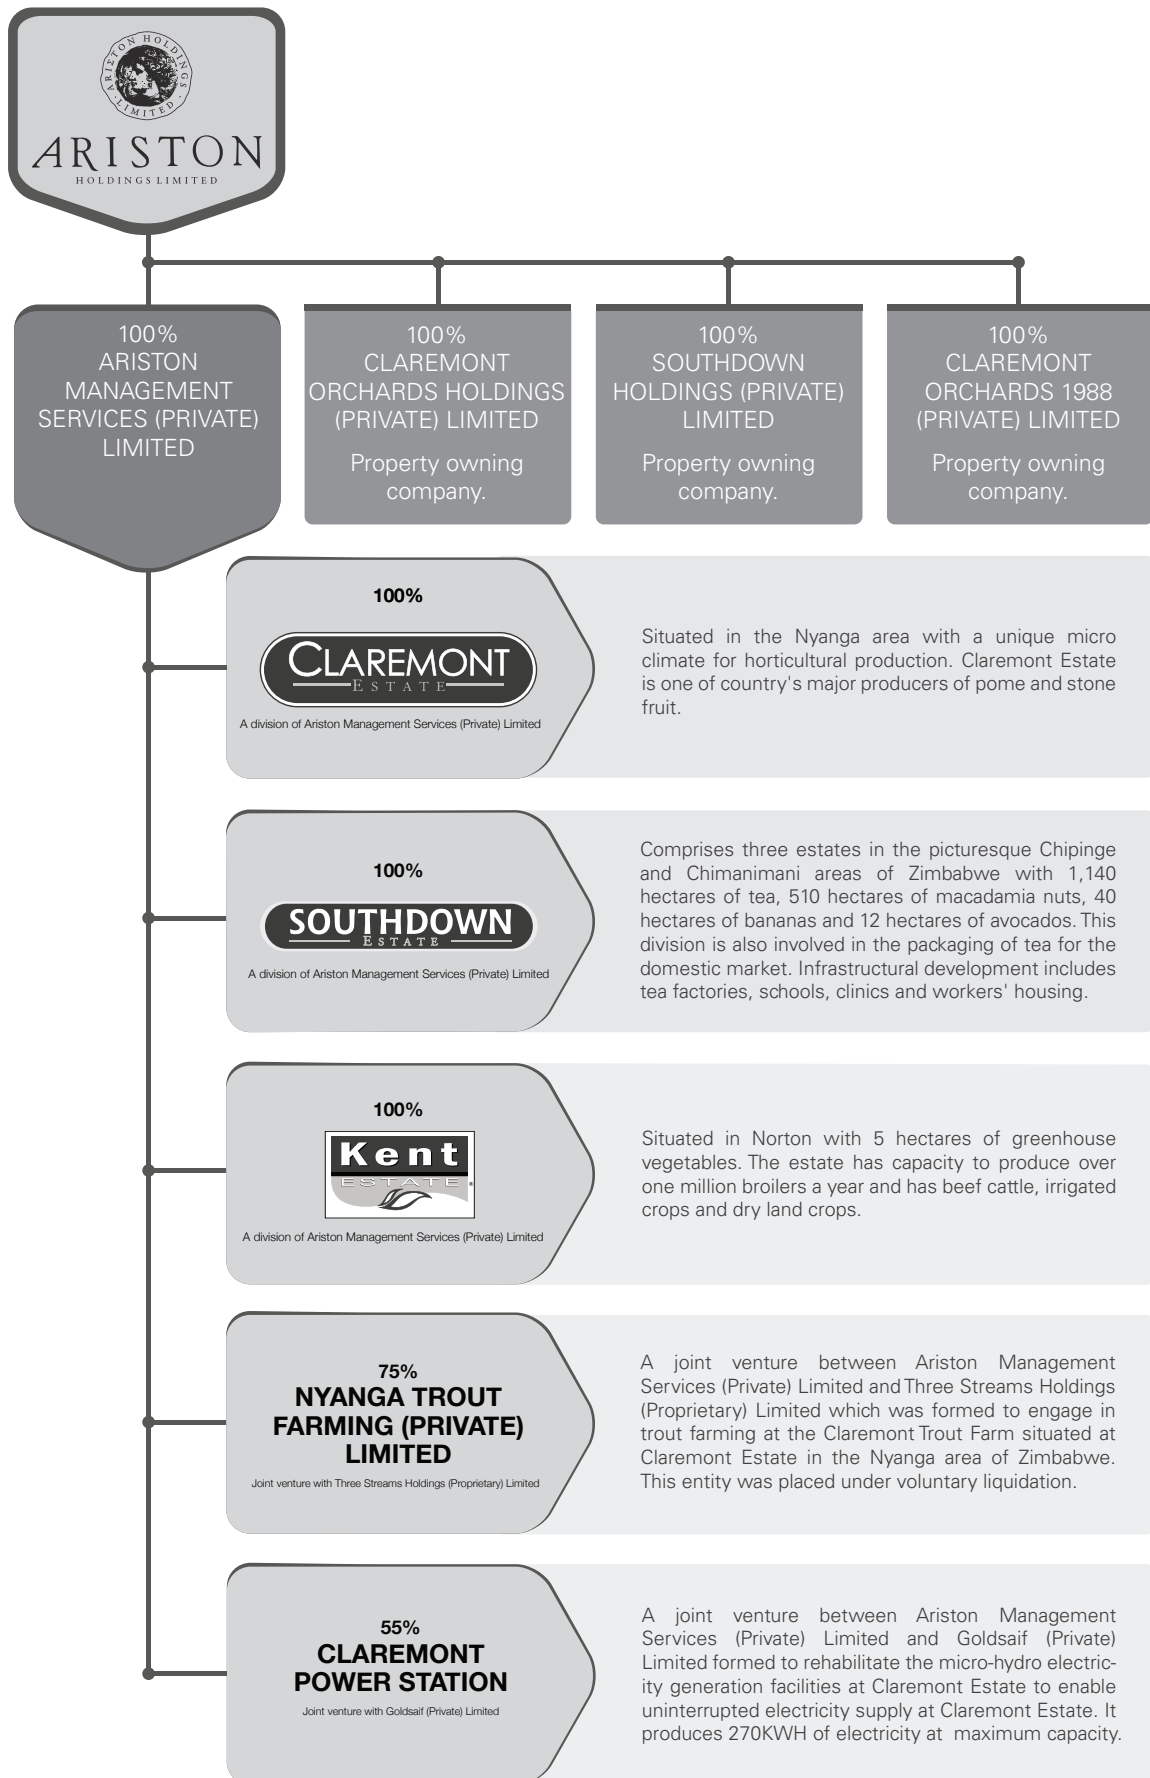 ARISTON HOLDINGS
LIMITED
ARISTON
HOLDINGS LIMITED
100%
ARISTON
MANAGEMENT
SERVICES (PRIVATE)
LIMITED
100%
CLAREMONT
ORCHARDS HOLDINGS
(PRIVATE) LIMITED
Property owning
company.
100%
SOUTHDOWN
HOLDINGS (PRIVATE)
LIMITED
Property owning
company.
100%
CLAREMONT
ORCHARDS 1988
(PRIVATE) LIMITED
Property owning
company.
100%
CLAREMONT
ESTATE
A division of Ariston Management Services (Private) Limited
Situated in the Nyanga area with a unique micro
climate for horticultural production. Claremont Estate
is one of country's major producers of pome and stone
fruit.
100%
SOUTHDOWN
ESTATE
A division of Ariston Management Services (Private) Limited
Comprises three estates in the picturesque Chipinge
and Chimanimani areas of Zimbabwe with 1,140
hectares of tea, 510 hectares of macadamia nuts, 40
hectares of bananas and 12 hectares of avocados. This
division is also involved in the packaging of tea for the
domestic market. Infrastructural development includes
tea factories, schools, clinics and workers' housing.
100%
Kent
ESTATE
A division of Ariston Management Services (Private) Limited
Situated in Norton with 5 hectares of greenhouse
vegetables. The estate has capacity to produce over
one million broilers a year and has beef cattle, irrigated
crops and dry land crops.
75%
NYANGA TROUT
FARMING (PRIVATE)
LIMITED
Joint venture with Three Streams Holdings (Proprietary) Limited
A joint venture between Ariston Management
Services (Private) Limited and Three Streams Holdings
(Proprietary) Limited which was formed to engage in
trout farming at the Claremont Trout Farm situated at
Claremont Estate in the Nyanga area of Zimbabwe.
This entity was placed under voluntary liquidation.
55%
CLAREMONT
POWER STATION
Joint venture with Goldsaif (Private) Limited
A joint venture between Ariston Management
Services (Private) Limited and Goldsaif (Private)
Limited formed to rehabilitate the micro-hydro electric-
ity generation facilities at Claremont Estate to enable
uninterrupted electricity supply at Claremont Estate. It
produces 270KWH of electricity at maximum capacity.